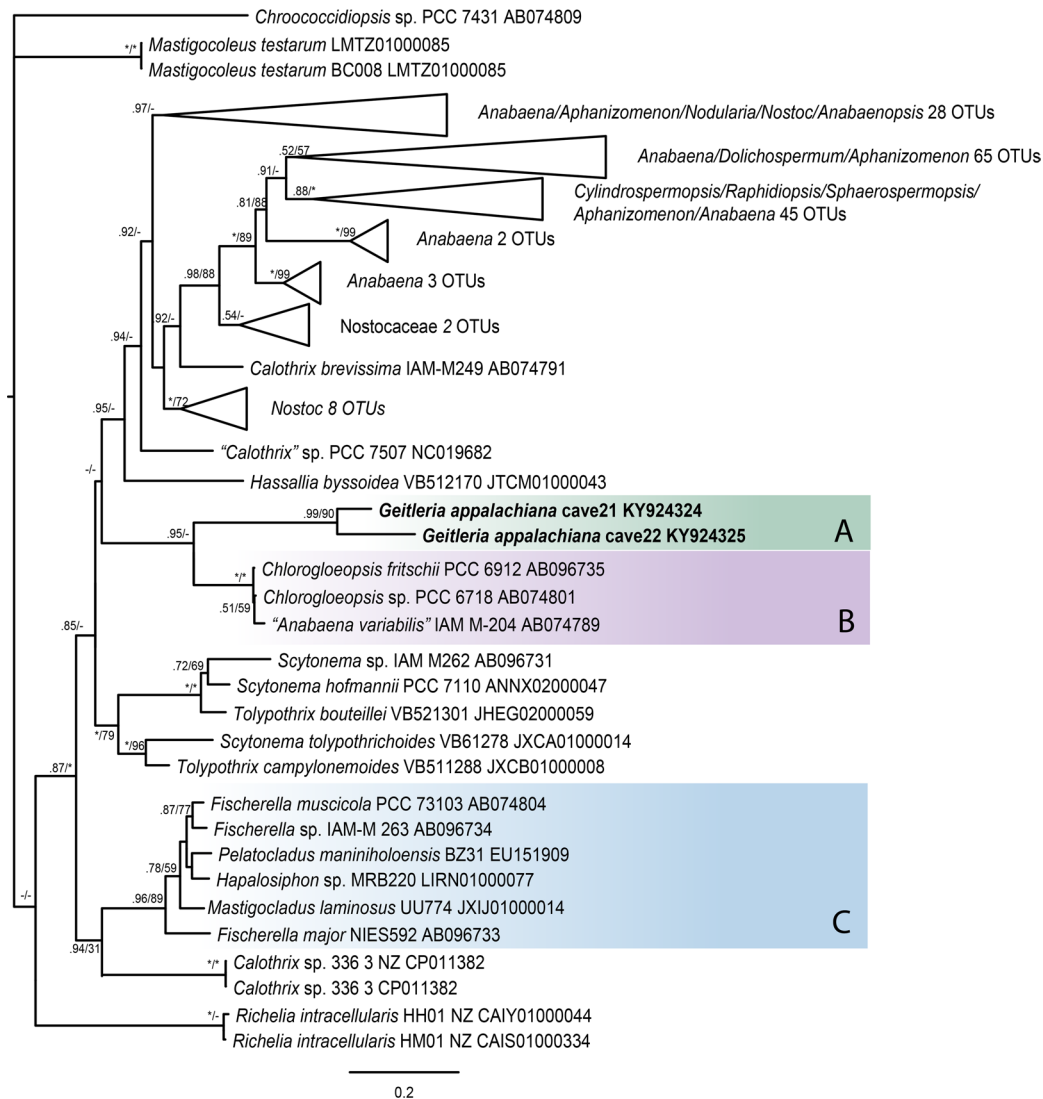 Chroococcidiopsis sp. PCC 7431 AB074809
*/*
Mastigocoleus testarum LMTZ01000085
Mastigocoleus testarum BC008 LMTZ01000085
.97/-
Anabaena/Aphanizomenon/Nodularia/Nostoc/Anabaenopsis 28 OTUs
.52/57
Anabaena/Dolichospermum/Aphanizomenon 65 OTUs
.91/-
.88/*
Cylindrospermopsis/Raphidiopsis/Sphaerospermopsis/
Aphanizomenon/Anabaena 45 OTUs
.81/88
*/99
Anabaena 2 OTUs
.92/-
*/89
*/99
Anabaena 3 OTUs
.98/88
.54/-
Nostocaceae 2 OTUs
.92/-
.94/-
Calothrix brevissima IAM-M249 AB074791
*/72
Nostoc 8 OTUs
.95/-
“Calothrix” sp. PCC 7507 NC019682
-/-
Hassallia byssoidea VB512170 JTCM01000043
.99/90
Geitleria appalachiana cave21 KY924324
Geitleria appalachiana cave22 KY924325
A
.95/-
Chlorogloeopsis fritschii PCC 6912 AB096735
*/*
Chlorogloeopsis sp. PCC 6718 AB074801
.51/59
“Anabaena variabilis” IAM M-204 AB074789
B
.85/-
.72/69
Scytonema sp. IAM M262 AB096731
*/*
Scytonema hofmannii PCC 7110 ANNX02000047
Tolypothrix bouteillei VB521301 JHEG02000059
*/79
*/96
Scytonema tolypothrichoides VB61278 JXCA01000014
Tolypothrix campylonemoides VB511288 JXCB01000008
.87/*
.87/77
Fischerella muscicola PCC 73103 AB074804
Fischerella sp. IAM-M 263 AB096734
Pelatocladus maniniholoensis BZ31 EU151909
.78/59
Hapalosiphon sp. MRB220 LIRN01000077
.96/89
Mastigocladus laminosus UU774 JXIJ01000014
C
Fischerella major NIES592 AB096733
-/-
.94/31
*/*
Calothrix sp. 336 3 NZ CP011382
Calothrix sp. 336 3 CP011382
*/-
Richelia intracellularis HH01 NZ CAIY01000044
Richelia intracellularis HM01 NZ CAIS01000334
0.2